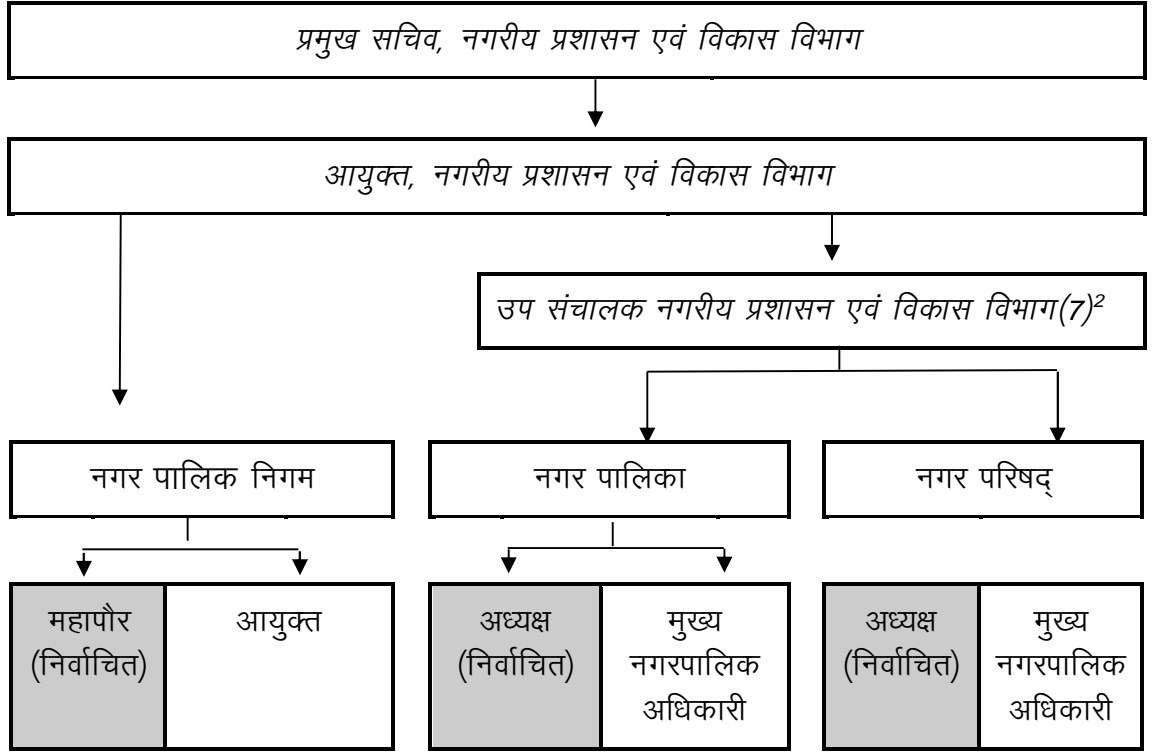 प्रमुख सचिव, नगरीय प्रशासन एवं विकास विभाग
आयुक्त, नगरीय प्रशासन एवं विकास विभाग
उप संचालक नगरीय प्रशासन एवं विकास विभाग(7)²
नगर पालिक निगम
नगर पालिका
नगर परिषद्
महापौर
(निर्वाचित)
आयुक्त
अध्यक्ष
(निर्वाचित)
मुख्य
नगरपालिक
अधिकारी
अध्यक्ष
(निर्वाचित)
मुख्य
नगरपालिक
अधिकारी